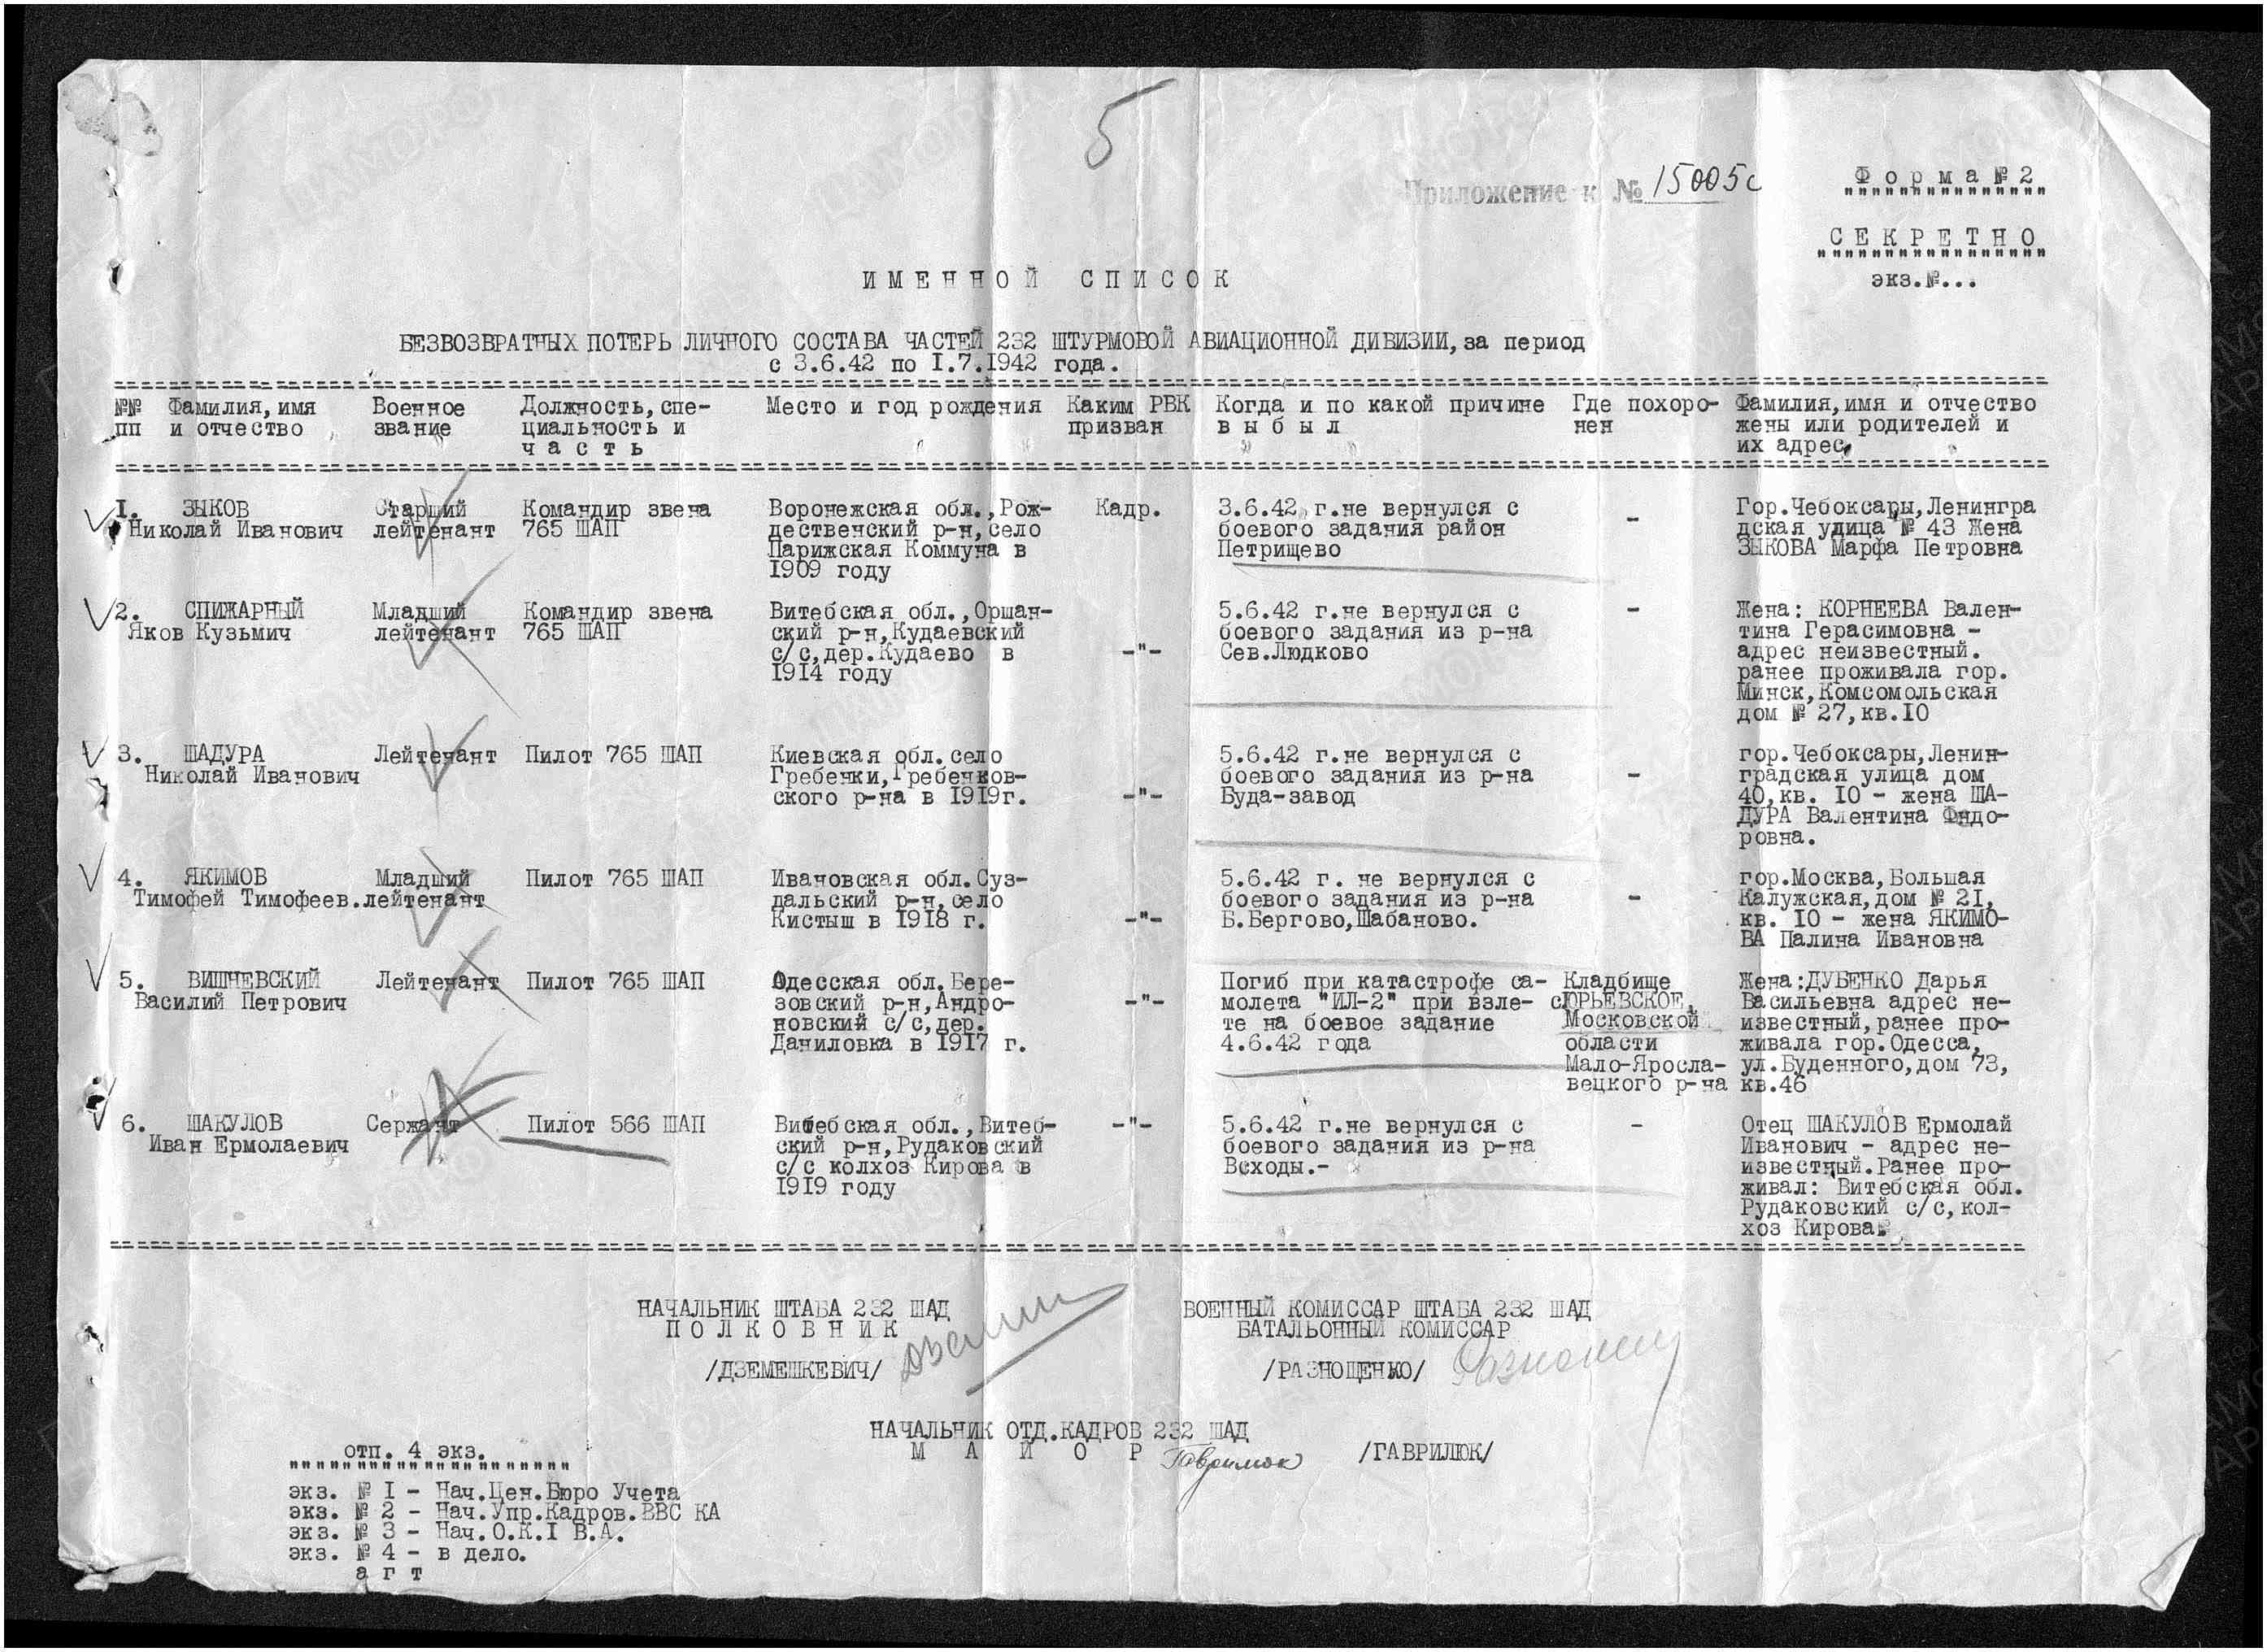 5
Приложение к № 15005с
Форма № 2
СЕКРЕТНО
экз.№...
ИМЕННОЙ СПИСОК
БЕЗВОЗВРАТНЫХ ПОТЕРЬ ЛИЧНОГО СОСТАВА ЧАСТЕЙ 232 ШТУРМОВОЙ АВИАЦИОННОЙ ДИВИЗИИ, за период
с 3.6.42 по I.7.1942 года.
№№ пп
Фамилия, имя
и отчество
Военное
звание
Должность, спе-
циальность и
часть
Место и год рождения
Каким РВК
призван
Когда и по какой причине
выбыл
Где похоро-
нен
Фамилия, имя и отчество
жены или родителей и
их адрес
I. ЗЫКОВ
Николай Иванович
Старший
лейтенант
Командир звена
765 ШАП
Воронежская обл., Рож-
дественский р-н, село
Парижская Коммуна в
I909 году
Кадр.
3.6.42 г. не вернулся с
боевого задания район
Петрищево
-
Гор.Чебоксары, Ленингра
дская улица № 43 Жена
ЗЫКОВА Марфа Петровна
2. СПИЖАРНЫЙ
Яков Кузьмич
Младший
лейтенант
Командир звена
765 ШАП
Витебская обл., Оршан-
ский р-н, Кудаевский
с/с, дер.Кудаево в
I9I4 году
-"-
5.6.42 г.не вернулся с
боевого задания из р-на
Сев.Людково
-
Жена: КОРНЕЕВА Вален-
тина Герасимовна -
адрес неизвестный.
ранее проживала гор.
Минск, Комсомольская
дом № 27, кв.I0
3. ШАДУРА
Николай Иванович
Лейтенант
Пилот 765 ШАП
Киевская обл. село
Гребенки, Гребенков-
ского р-на в I9I9г.
-"-
5.6.42 г.не вернулся с
боевого задания из р-на
Буда-завод
-
гор.Чебоксары, Ленин-
градская улица дом
40, кв. I0 - жена ША-
ДУРА Валентина Фядо-
ровна.
4. ЯКИМОВ
Тимофей Тимофеев.
Младший
лейтенант
Пилот 765 ШАП
Ивановская обл. Суз-
дальский р-н, село
Кистыш в I9I8 г.
-"-
5.6.42 г. не вернулся с
боевого задания из р-на
Б.Бергово, Шабаново.
-
гор.Москва, Большая
Калужская, дом № 2I,
кв. I0 - жена ЯКИМО-
ВА Палина Ивановна
5. ВИШНЕВСКИЙ
Василий Петрович
Лейтенант
Пилот 765 ШАП
Одесская обл. Бере-
зовский р-н, Андро-
новский с/с, дер.
Даниловка в I9I7 г.
-"-
Погиб при катастрофе са-
молета "ИЛ-2" при взле-
те на боевое задание
4.6.42 года
Кладбище
сЮРЬЕВСКОЕ,
Московской
области
Мало-Яросла-
вецкого р-на
Жена: ДУБЕНКО Дарья
Васильевна адрес не-
известный, ранее про-
живала гор.Одесса,
ул.Буденного, дом 73,
кв.46
6. ШАКУЛОВ
Иван Ермолаевич
Сержант
Пилот 566 ШАП
Витебская обл., Витеб-
ский р-н, Рудаковский
с/с колхоз Кирова в
I9I9 году
-"-
5.6.42 г.не вернулся с
боевого задания из р-на
Всходы.-
-
Отец ШАКУЛОВ Ермолай
Иванович - адрес не-
известный. Ранее про-
живал: Витебская обл.
Рудаковский с/с, кол-
хоз Кирова.
НАЧАЛЬНИК ШТАБА 232 ШАД
ПОЛКОВНИК
/ДЗЕМЕШКЕВИЧ/
ВОЕННЫЙ КОМИССАР ШТАБА 232 ШАД
БАТАЛЬОННЫЙ КОМИССАР
/РАЗНОЩЕНКО/
НАЧАЛЬНИК ОТД.КАДРОВ 232 ШАД
МАЙОР Гаврилюк /ГАВРИЛЮК/
отп. 4 экз.
экз. № I - Нач.Цен.Бюро Учета
экз. № 2 - Нач.Упр.Кадров.ВВС КА
экз. № 3 - Нач.О.К.I В.А.
экз. № 4 - в дело.
агт